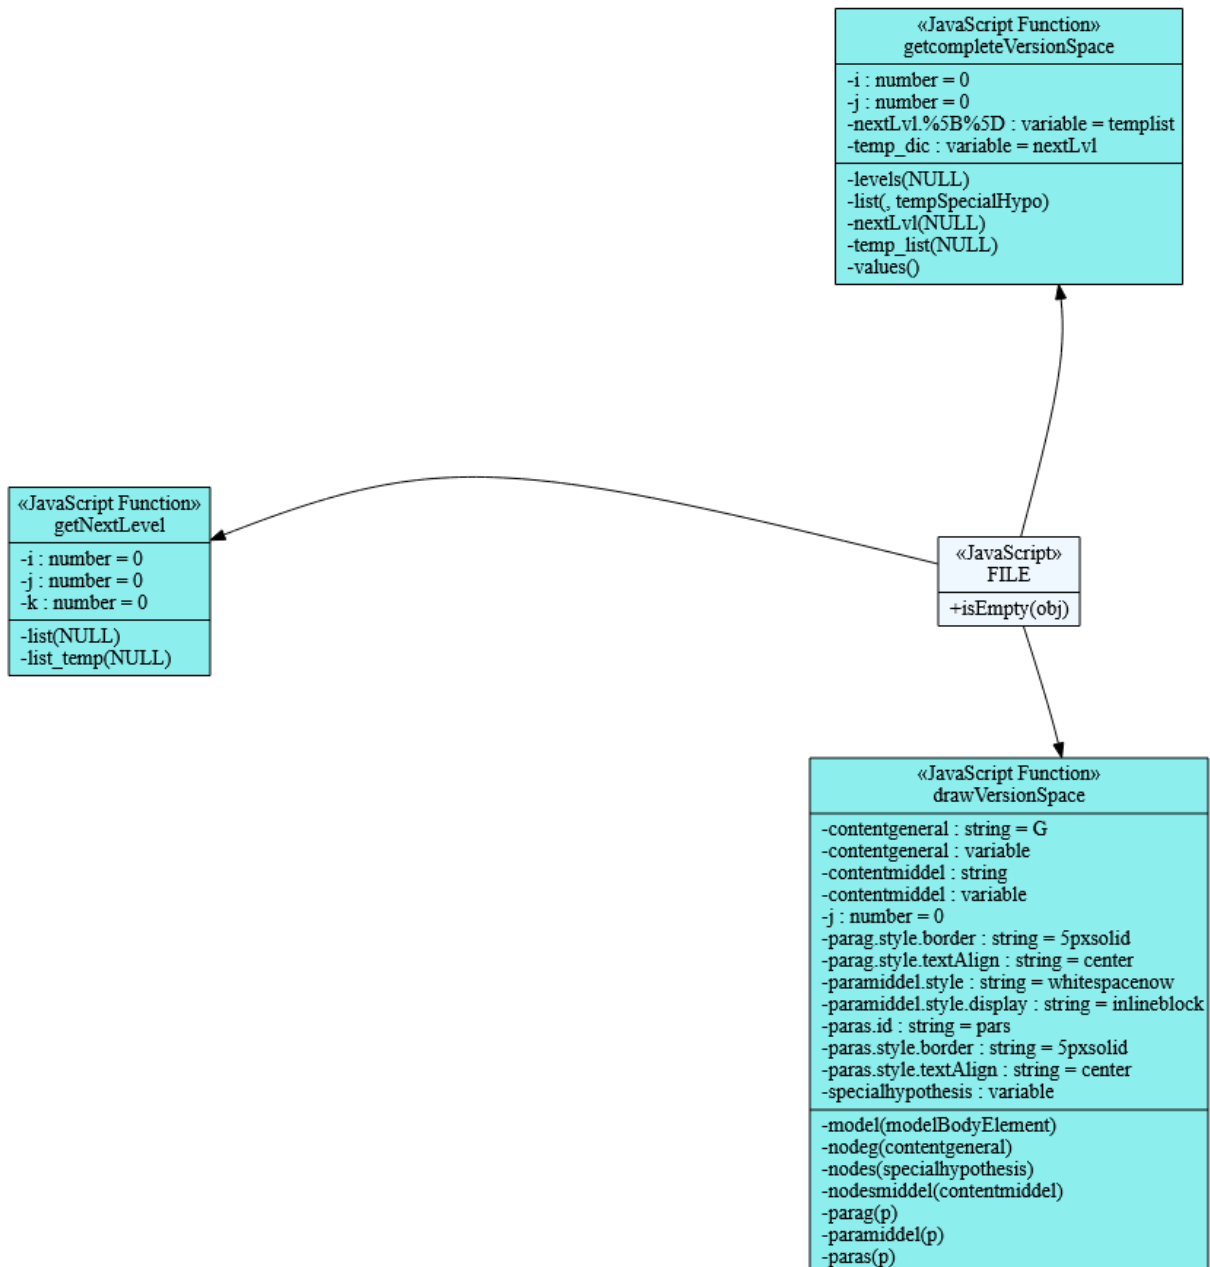 «JavaScript Function»
getcompleteVersionSpace
-i : number = 0
-j : number = 0
-nextLvl.%5B%5D : variable = templist
-temp_dic : variable = nextLvl
-levels(NULL)
-list(, tempSpecialHypo)
-nextLvl(NULL)
-temp_list(NULL)
-values()
«JavaScript Function»
getNextLevel
-i : number = 0
-j : number = 0
-k : number = 0
-list(NULL)
-list_temp(NULL)
«JavaScript»
FILE
+isEmpty(obj)
«JavaScript Function»
drawVersionSpace
-contentgeneral : string = G
-contentgeneral : variable
-contentmiddel : string
-contentmiddel : variable
-j : number = 0
-parag.style.border : string = 5pxsolid
-parag.style.textAlign : string = center
-paramiddel.style : string = whitespacenow
-paramiddel.style.display : string = inlineblock
-paras.id : string = pars
-paras.style.border : string = 5pxsolid
-paras.style.textAlign : string = center
-specialhypothesis : variable
-model(modelBodyElement)
-nodeg(contentgeneral)
-nodes(specialhypothesis)
-nodesmiddel(contentmiddel)
-parag(p)
-paramiddel(p)
-paras(p)